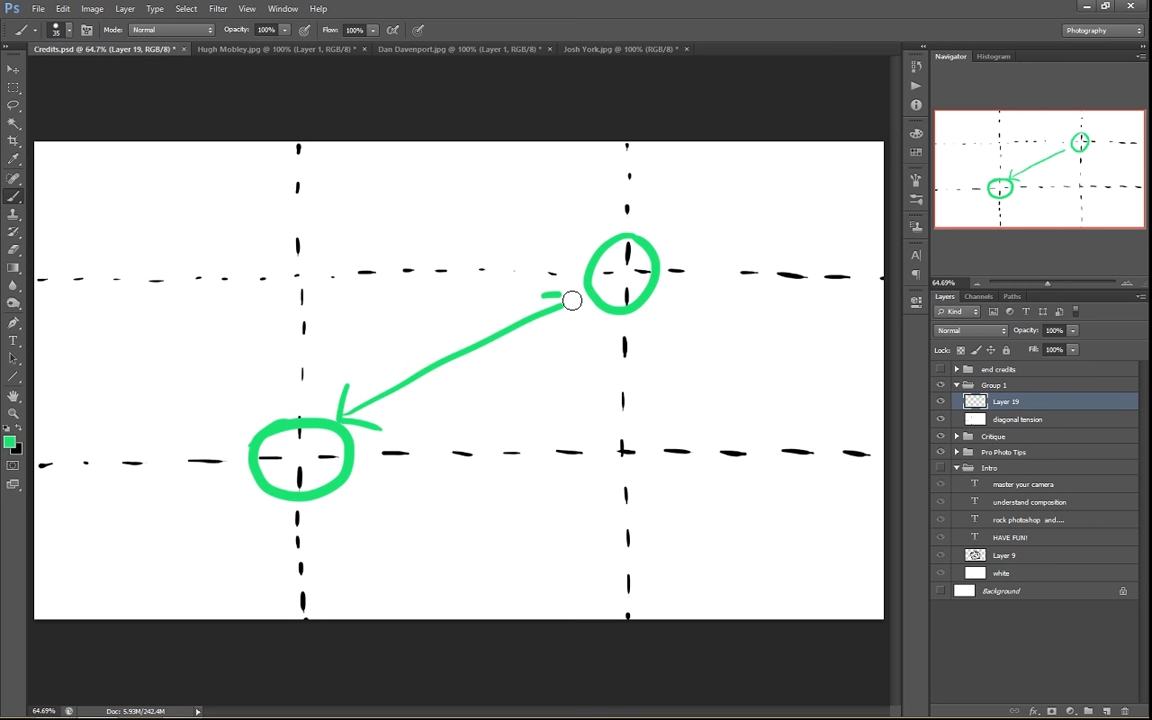 Ps File Edit Image Layer Type Select Filter View Window Help
35 Mode: Normal Opacity: 100% Flow: 100% Photography
Credits.psd @ 64.7% (Layer 19, RGB/8) * × Hugh Mobley.jpg @ 100% (Layer 1, RGB/8) * × Dan Davenport.jpg @ 100% (Layer 1, RGB/8) * × Josh York.jpg @ 100% (RGB/8) * ×
Navigator Histogram
64.69%
Layers Channels Paths
Kind
Normal Opacity: 100%
Lock: Fill: 100%
end credits
Group 1
Layer 19
diagonal tension
Critique
Pro Photo Tips
Intro
master your camera
understand composition
rock photoshop and....
HAVE FUN!
Layer 9
white
Background
64.69% Doc: 5.93M/242.4M